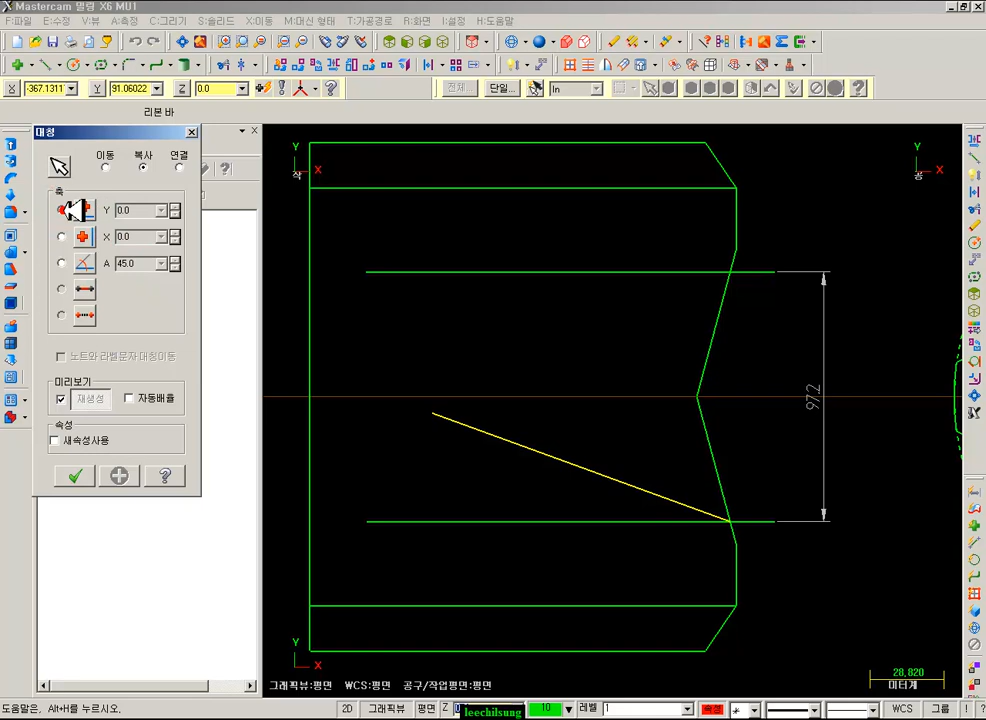 Mastercam 밀링 X6 MU1
F:파일 E:수정 V:뷰 A:측정 C:그리기 S:솔리드 X:이동 M:머신 형태 T:가공경로 R:화면 I:설정 H:도움말
X -367.1311 Y 91.06022 Z 0.0 전체... 단일... In
리본 바
대칭
이동 복사 연결
축
Y 0.0
X 0.0
A 45.0
노트와 라벨문자 대칭이동
미리보기
재생성 자동배율
속성
새속성사용
Y
X
Y
X
97.2
Y
X
그래픽뷰:평면 WCS:평면 공구/작업평면:평면
28,820
미터계
도움말은, Alt+H를 누르시오.
2D 그래픽뷰 평면 Z 10 레벨 1 속성 WCS 그룹 ! ?
leechilsung